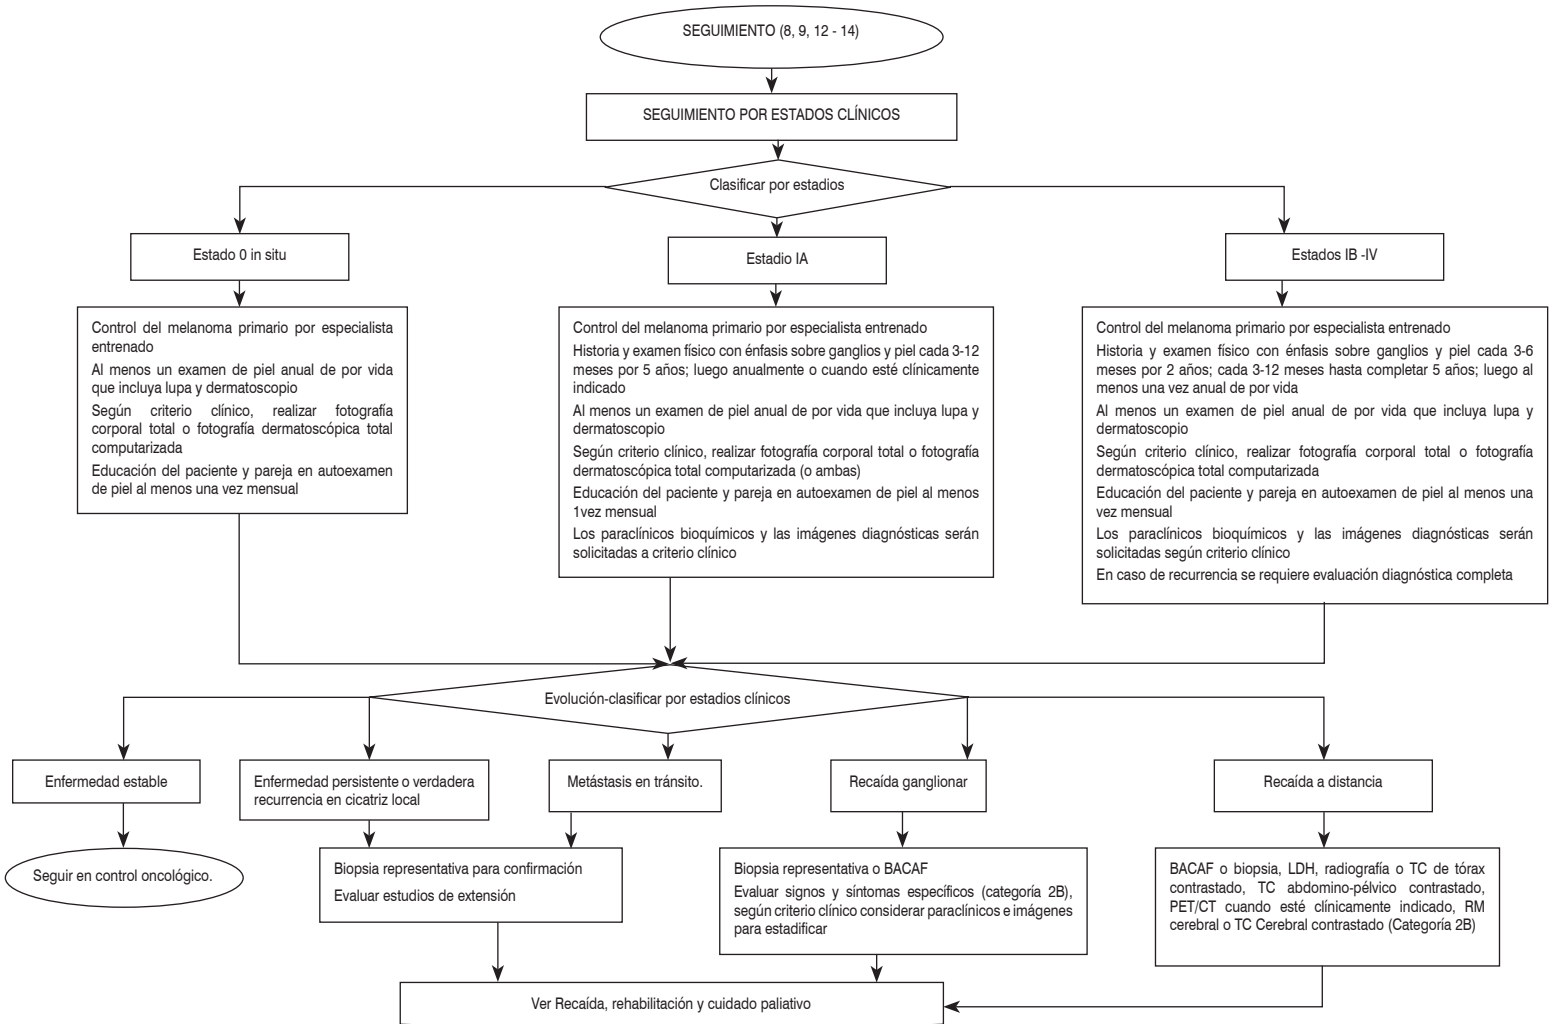 SEGUIMIENTO (8, 9, 12 - 14)
SEGUIMIENTO POR ESTADOS CLÍNICOS
Clasificar por estadios
Estado 0 in situ
Estadio IA
Estados IB -IV
Control del melanoma primario por especialista
entrenado
Al menos un examen de piel anual de por vida
que incluya lupa y dermatoscopio
Según criterio clínico, realizar fotografía
corporal total o fotografía dermatoscópica total
computarizada
Educación del paciente y pareja en autoexamen
de piel al menos una vez mensual
Control del melanoma primario por especialista entrenado
Historia y examen físico con énfasis sobre ganglios y piel cada 3-12
meses por 5 años; luego anualmente o cuando esté clínicamente
indicado
Al menos un examen de piel anual de por vida que incluya lupa y
dermatoscopio
Según criterio clínico, realizar fotografía corporal total o fotografía
dermatoscópica total computarizada (o ambas)
Educación del paciente y pareja en autoexamen de piel al menos
1vez mensual
Los paraclínicos bioquímicos y las imágenes diagnósticas serán
solicitadas a criterio clínico
Control del melanoma primario por especialista entrenado
Historia y examen físico con énfasis sobre ganglios y piel cada 3-6
meses por 2 años; cada 3-12 meses hasta completar 5 años; luego al
menos una vez anual de por vida
Al menos un examen de piel anual de por vida que incluya lupa y
dermatoscopio
Según criterio clínico, realizar fotografía corporal total o fotografía
dermatoscópica total computarizada
Educación del paciente y pareja en autoexamen de piel al menos una
vez mensual
Los paraclínicos bioquímicos y las imágenes diagnósticas serán
solicitadas según criterio clínico
En caso de recurrencia se requiere evaluación diagnóstica completa
Evolución-clasificar por estadios clínicos
Enfermedad estable
Enfermedad persistente o verdadera
recurrencia en cicatriz local
Metástasis en tránsito.
Recaída ganglionar
Recaída a distancia
Seguir en control oncológico.
Biopsia representativa para confirmación
Evaluar estudios de extensión
Biopsia representativa o BACAF
Evaluar signos y síntomas específicos (categoría 2B),
según criterio clínico considerar paraclínicos e imágenes
para estadificar
BACAF o biopsia, LDH, radiografía o TC de tórax
contrastado, TC abdomino-pélvico contrastado,
PET/CT cuando esté clínicamente indicado, RM
cerebral o TC Cerebral contrastado (Categoría 2B)
Ver Recaída, rehabilitación y cuidado paliativo